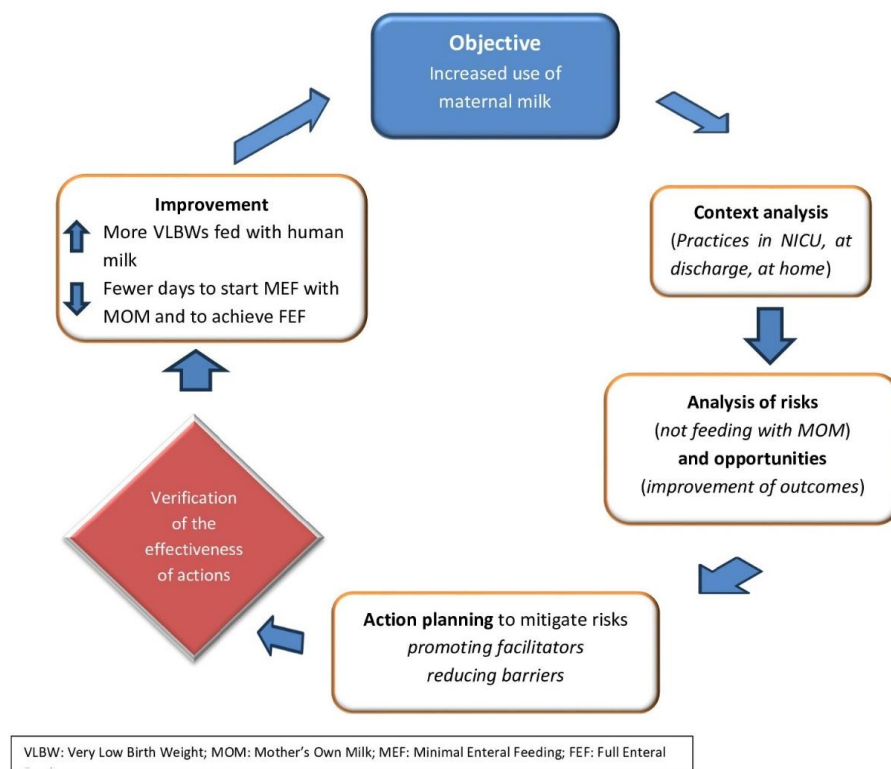 Objective
Increased use of
maternal milk
Context analysis
(Practices in NICU, at
discharge, at home)
Analysis of risks
(not feeding with MOM)
and opportunities
(improvement of outcomes)
Action planning to mitigate risks
promoting facilitators
reducing barriers
Verification
of the
effectiveness
of actions
Improvement
More VLBWs fed with human
milk
Fewer days to start MEF with
MOM and to achieve FEF
VLBW: Very Low Birth Weight; MOM: Mother's Own Milk; MEF: Minimal Enteral Feeding; FEF: Full Enteral